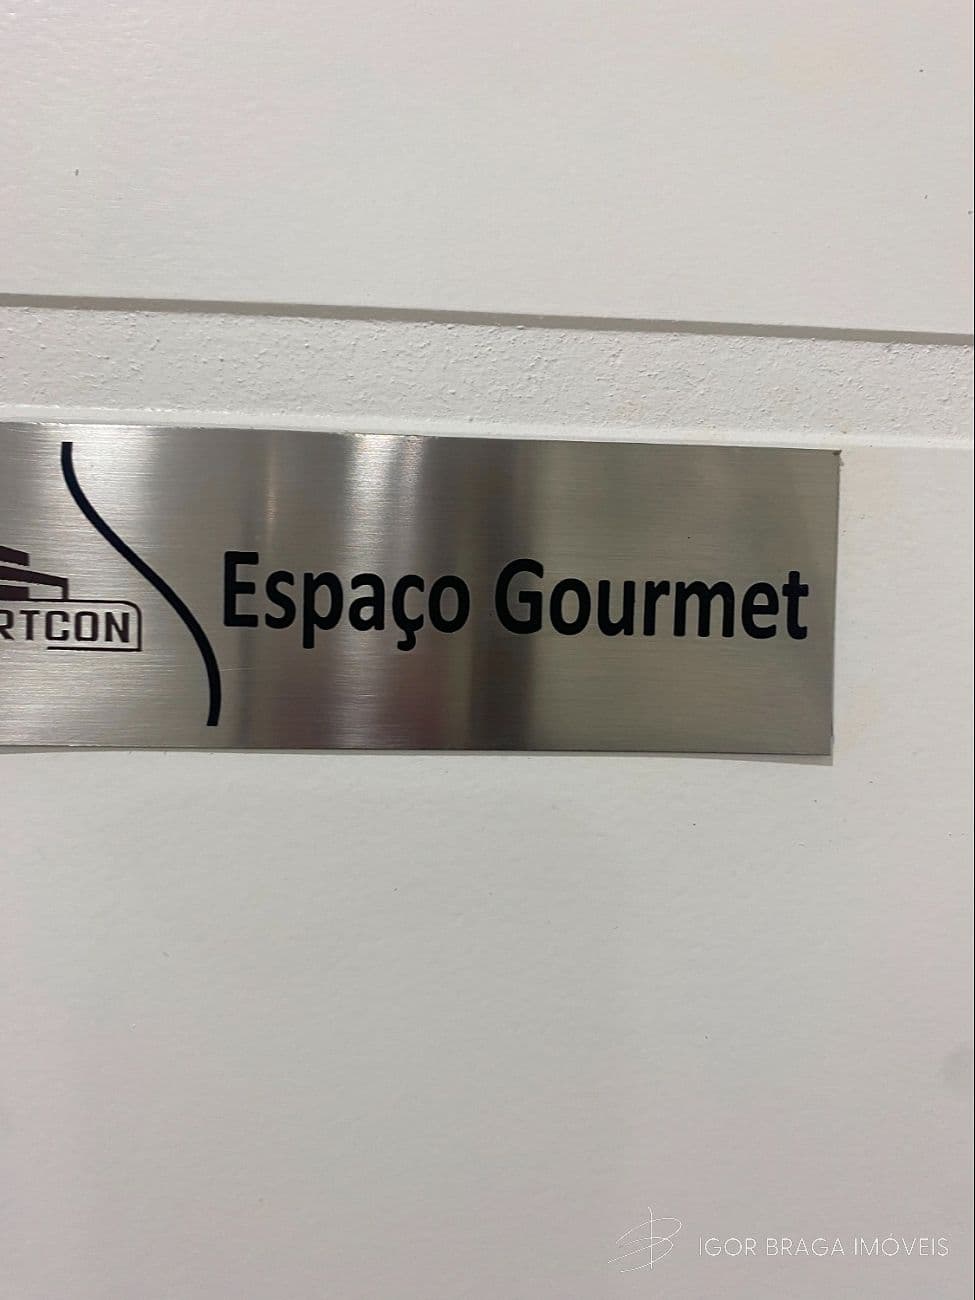 RTCON
Espaço Gourmet
IGOR BRAGA IMÓVEIS